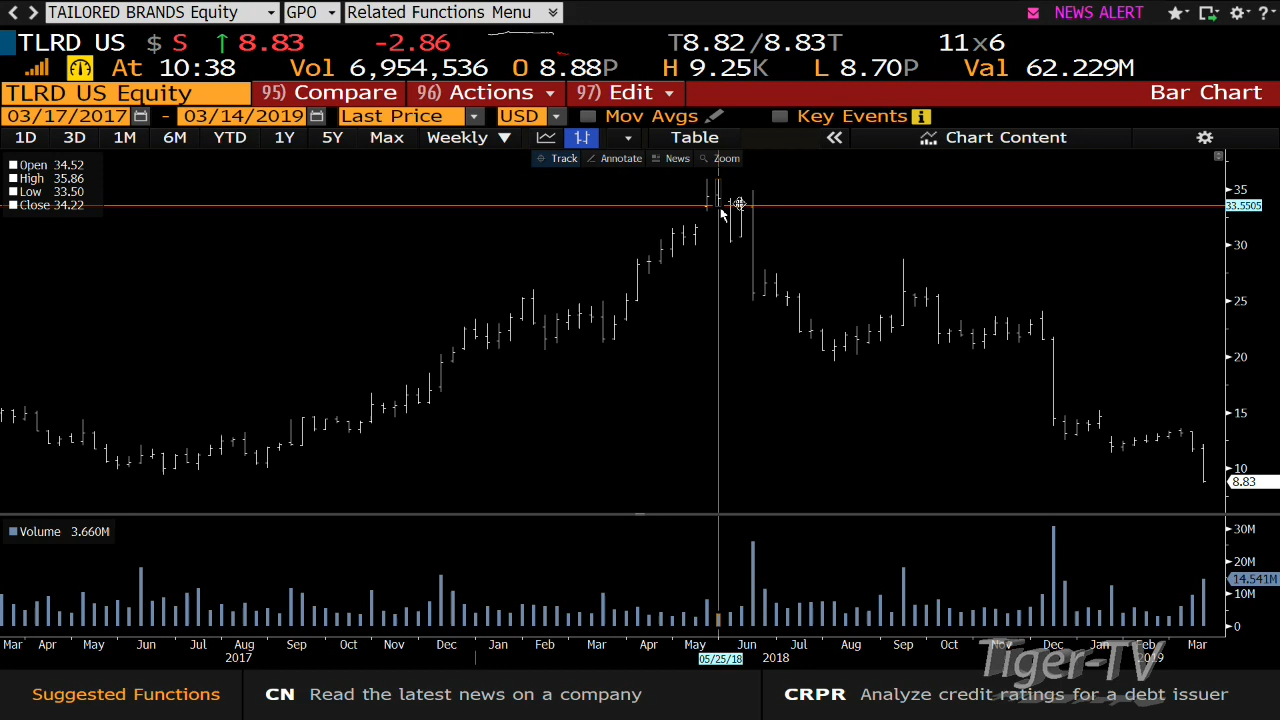 TAILORED BRANDS Equity GPO Related Functions Menu NEWS ALERT ?
TLRD US $ S ↑ 8.83 -2.86 T8.82/8.83T 11x6
At 10:38 Vol 6,954,536 O 8.88P H 9.25K L 8.70P Val 62.229M
TLRD US Equity 95) Compare 96) Actions 97) Edit Bar Chart
03/17/2017 - 03/14/2019 Last Price USD Mov Avgs Key Events i
1D 3D 1M 6M YTD 1Y 5Y Max Weekly ▼ Table « Chart Content
Track Annotate News Zoom
Open 34.52
High 35.86
Low 33.50
Close 34.22
35
33.5505
30
25
20
15
10
8.83
Volume 3.660M
30M
20M
14.541M
10M
0
Mar Apr May Jun Jul Aug Sep Oct Nov Dec Jan Feb Mar Apr May Jun Jul Aug Sep Oct Nov Dec Jan Feb Mar
2017 05/25/18 2018 2019
Tiger-TV
Suggested Functions CN Read the latest news on a company CRPR Analyze credit ratings for a debt issuer